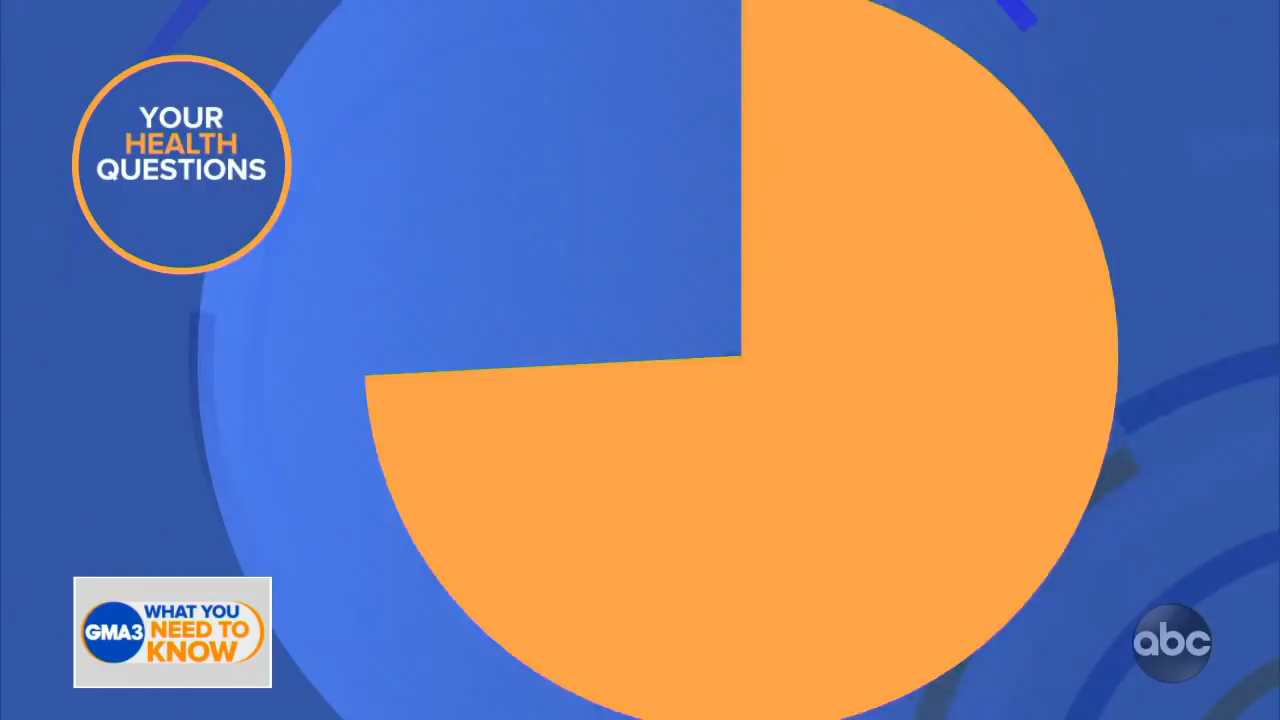 YOUR
HEALTH
QUESTIONS
GMA3
WHAT YOU
NEED TO
KNOW
abc